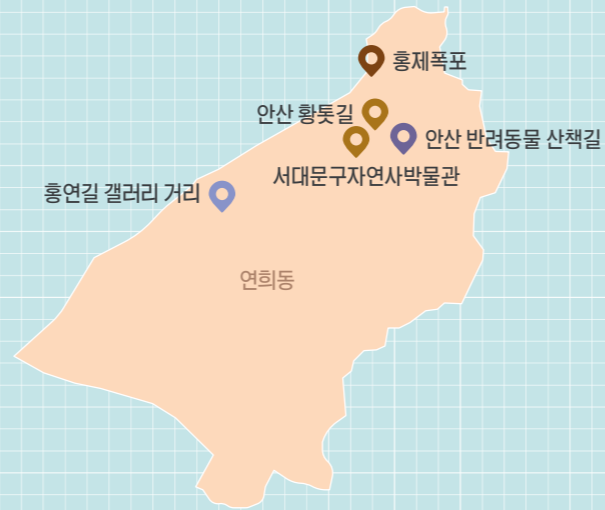 홍제폭포
안산 황톳길
안산 반려동물 산책길
서대문구자연사박물관
홍연길 갤러리 거리
연희동